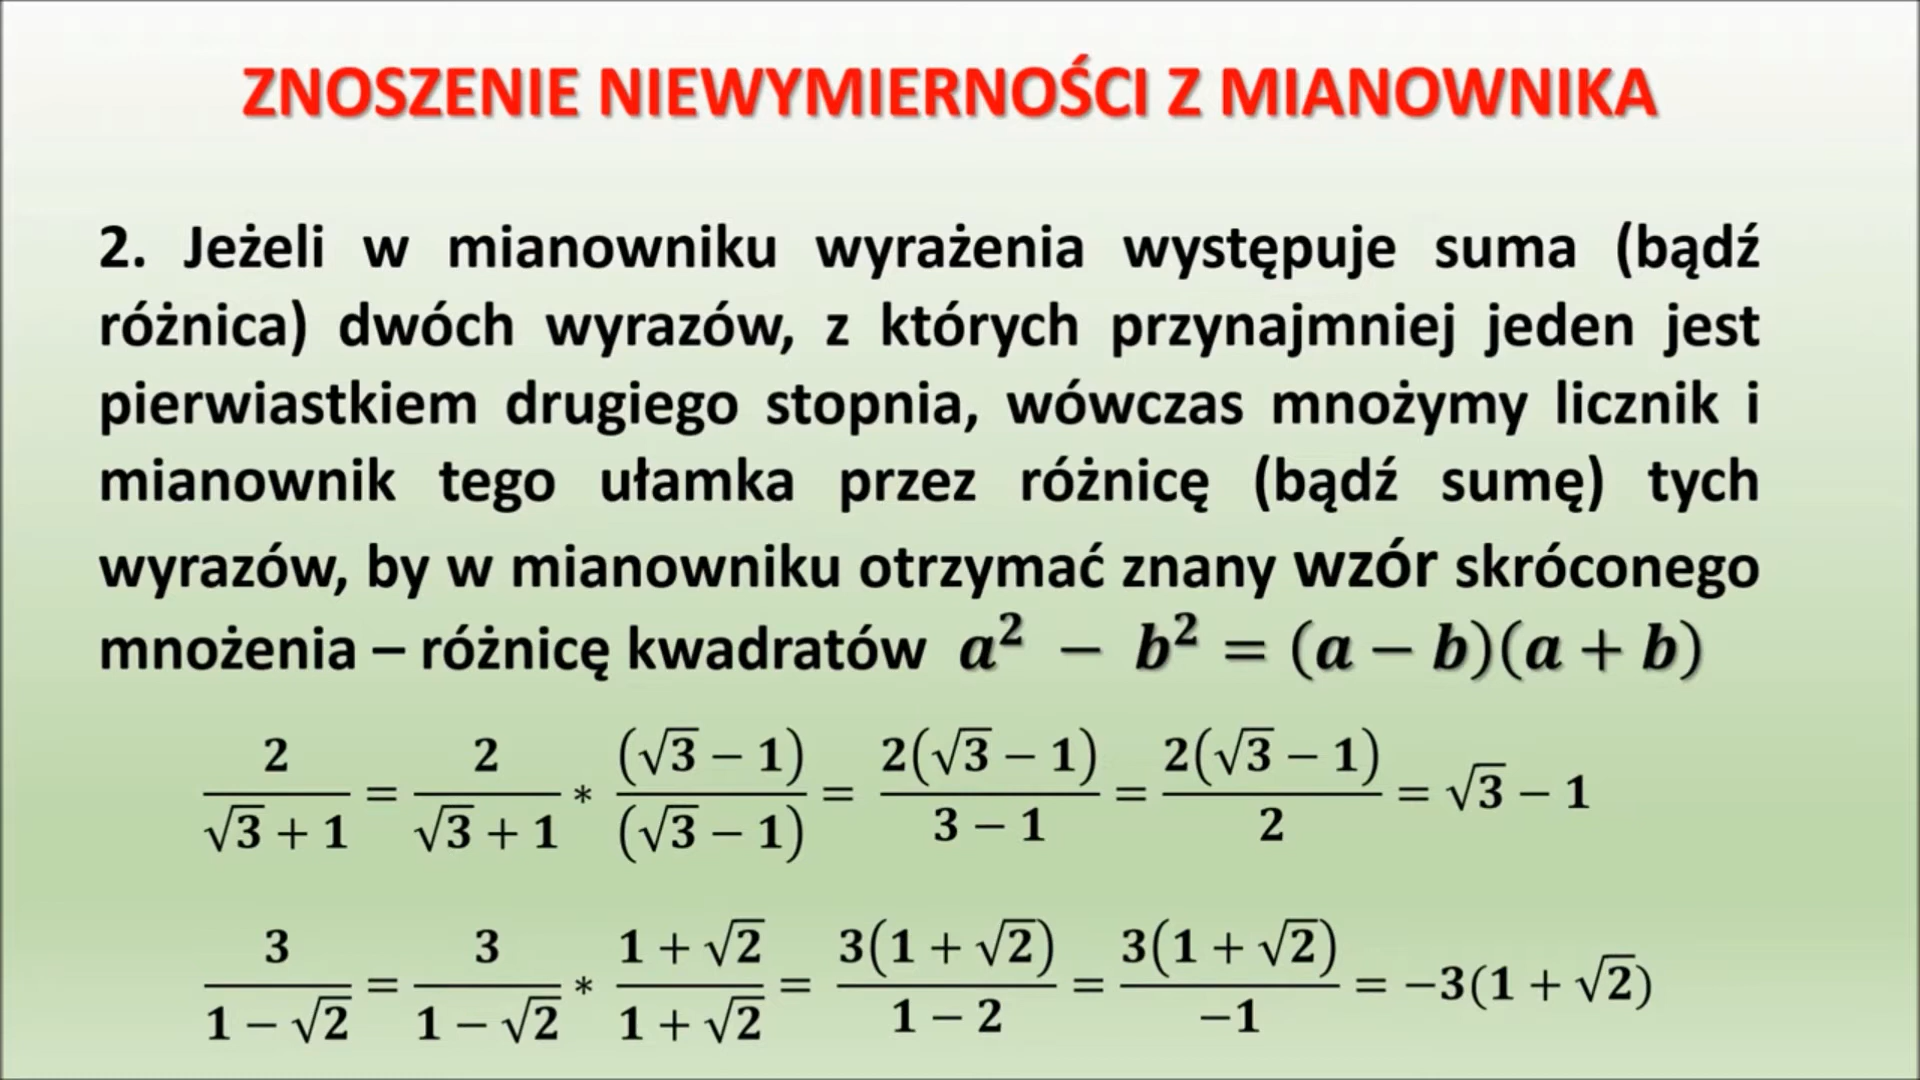 ZNOSZENIE NIEWYMIERNOŚCI Z MIANOWNIKA
2. Jeżeli w mianowniku wyrażenia występuje suma (bądź
różnica) dwóch wyrazów, z których przynajmniej jeden jest
pierwiastkiem drugiego stopnia, wówczas mnożymy licznik i
mianownik tego ułamka przez różnicę (bądź sumę) tych
wyrazów, by w mianowniku otrzymać znany wzór skróconego
mnożenia – różnicę kwadratów a² − b² = (a − b)(a + b)
2/(√3 + 1) = 2/(√3 + 1) * (√3 − 1)/(√3 − 1) = 2(√3 − 1)/(3 − 1) = 2(√3 − 1)/2 = √3 − 1
3/(1 − √2) = 3/(1 − √2) * (1 + √2)/(1 + √2) = 3(1 + √2)/(1 − 2) = 3(1 + √2)/(−1) = −3(1 + √2)